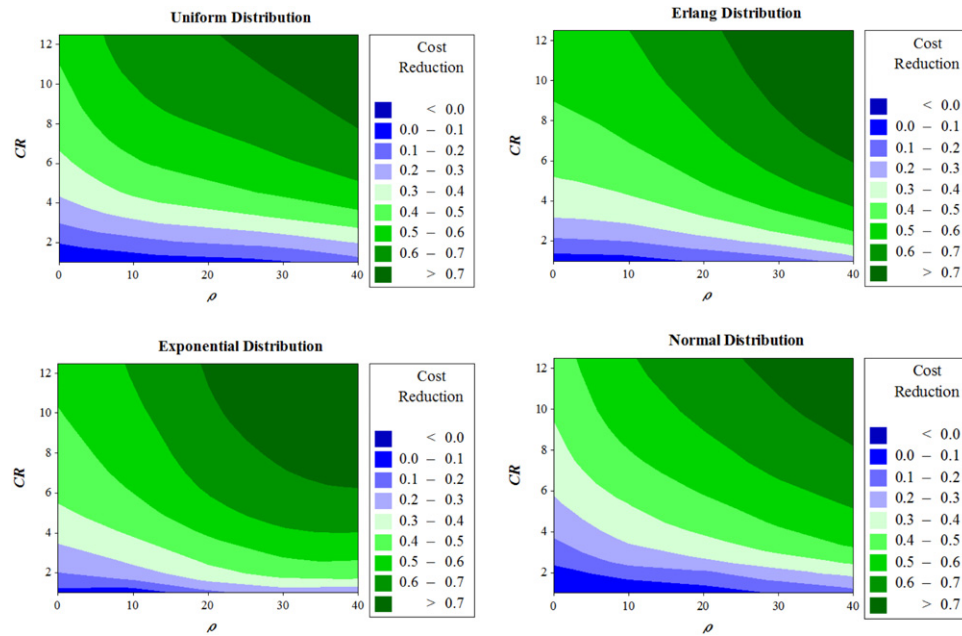 Uniform Distribution
CR
12
10
8
6
4
2
0
10
20
30
40
ρ
Cost
Reduction
< 0.0
0.0 – 0.1
0.1 – 0.2
0.2 – 0.3
0.3 – 0.4
0.4 – 0.5
0.5 – 0.6
0.6 – 0.7
> 0.7
Erlang Distribution
CR
12
10
8
6
4
2
0
10
20
30
40
ρ
Cost
Reduction
< 0.0
0.0 – 0.1
0.1 – 0.2
0.2 – 0.3
0.3 – 0.4
0.4 – 0.5
0.5 – 0.6
0.6 – 0.7
> 0.7
Exponential Distribution
CR
12
10
8
6
4
2
0
10
20
30
40
ρ
Cost
Reduction
< 0.0
0.0 – 0.1
0.1 – 0.2
0.2 – 0.3
0.3 – 0.4
0.4 – 0.5
0.5 – 0.6
0.6 – 0.7
> 0.7
Normal Distribution
CR
12
10
8
6
4
2
0
10
20
30
40
ρ
Cost
Reduction
< 0.0
0.0 – 0.1
0.1 – 0.2
0.2 – 0.3
0.3 – 0.4
0.4 – 0.5
0.5 – 0.6
0.6 – 0.7
> 0.7